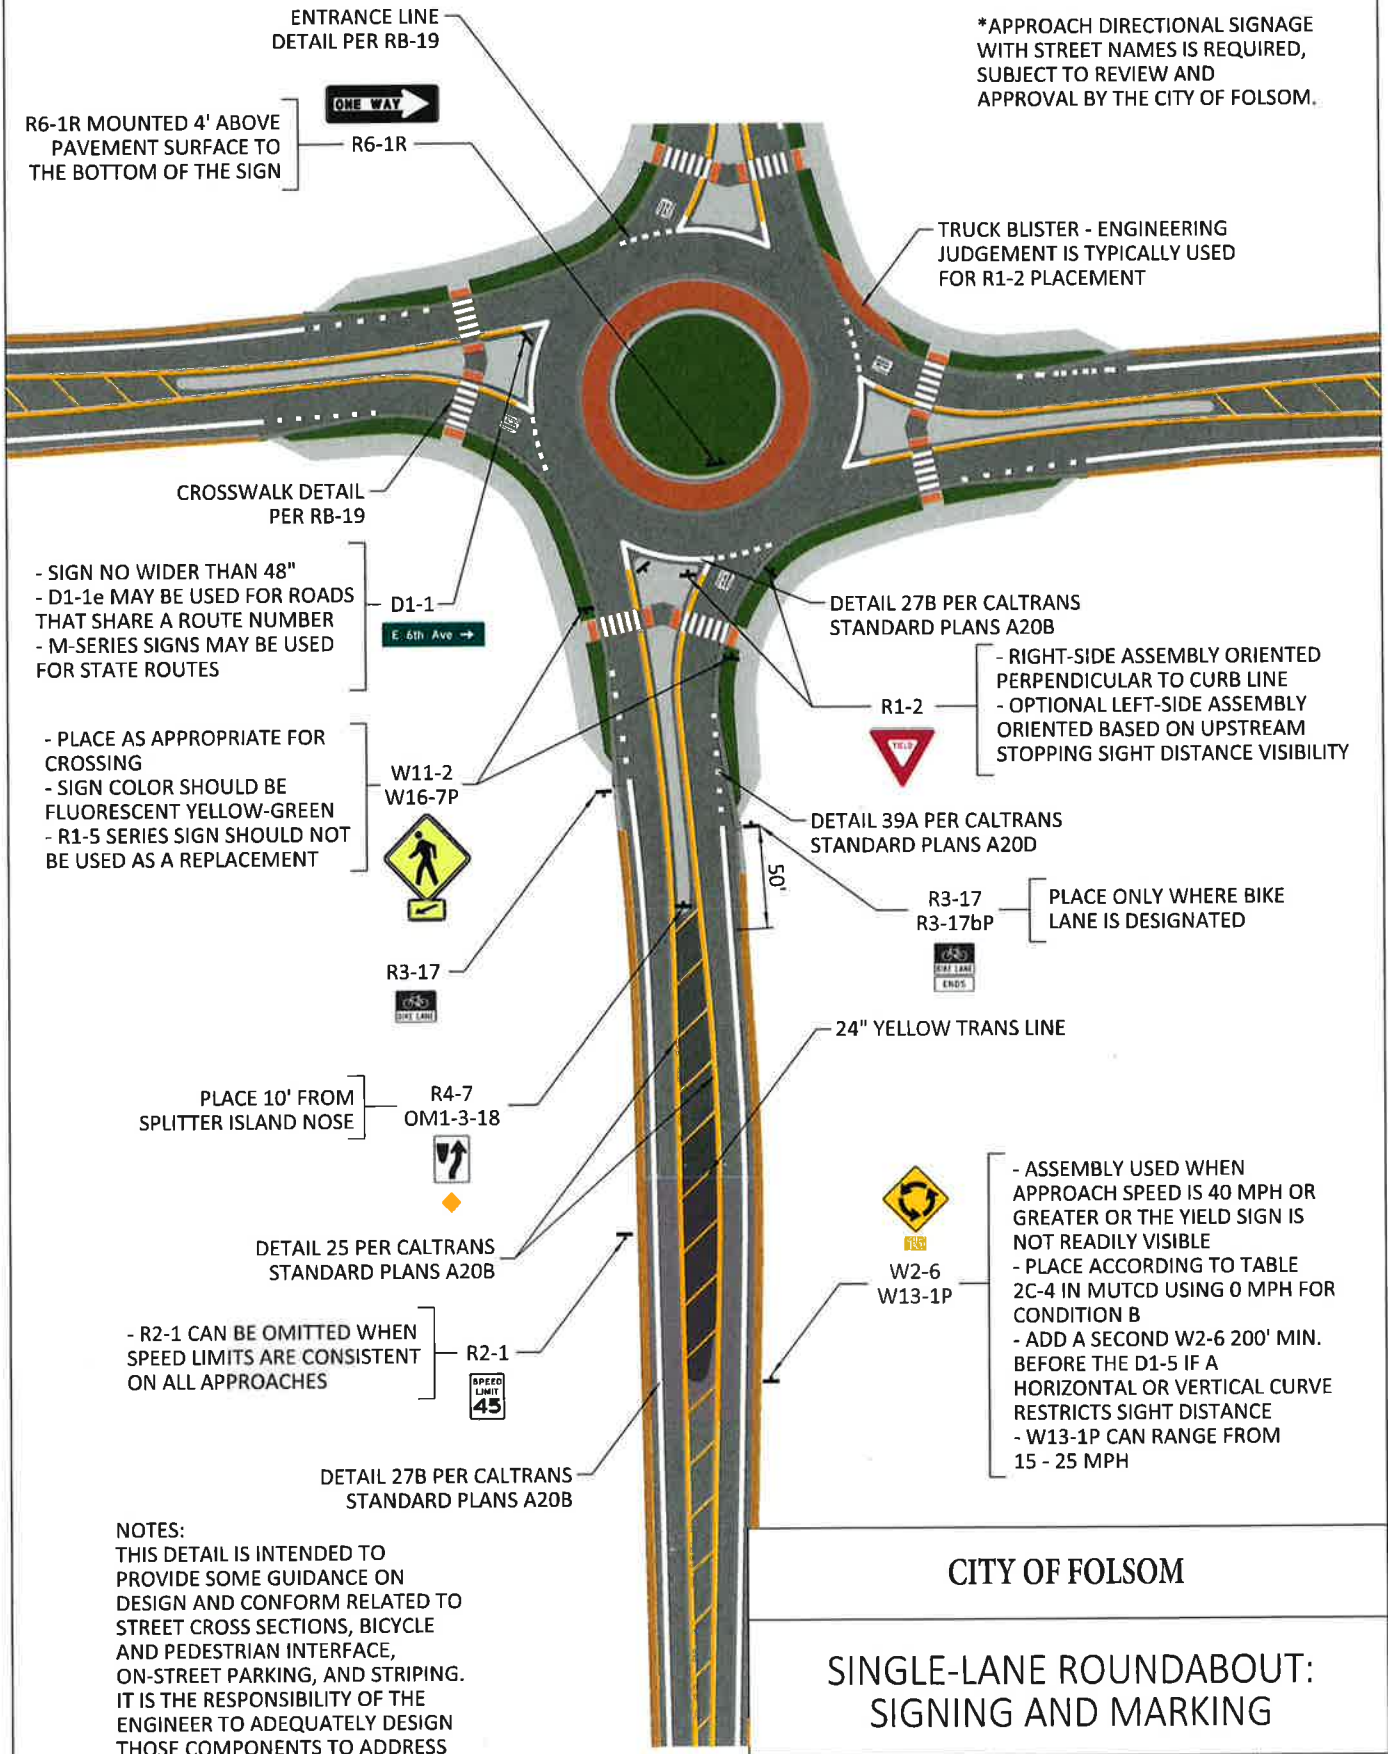 ENTRANCE LINE
DETAIL PER RB-19
*APPROACH DIRECTIONAL SIGNAGE
WITH STREET NAMES IS REQUIRED,
SUBJECT TO REVIEW AND
APPROVAL BY THE CITY OF FOLSOM.
ONE WAY
R6-1R MOUNTED 4' ABOVE
PAVEMENT SURFACE TO
THE BOTTOM OF THE SIGN
R6-1R
TRUCK BLISTER - ENGINEERING
JUDGEMENT IS TYPICALLY USED
FOR R1-2 PLACEMENT
CROSSWALK DETAIL
PER RB-19
- SIGN NO WIDER THAN 48"
- D1-1e MAY BE USED FOR ROADS
THAT SHARE A ROUTE NUMBER
- M-SERIES SIGNS MAY BE USED
FOR STATE ROUTES
D1-1
E 6th Ave →
DETAIL 27B PER CALTRANS
STANDARD PLANS A20B
- RIGHT-SIDE ASSEMBLY ORIENTED
PERPENDICULAR TO CURB LINE
- OPTIONAL LEFT-SIDE ASSEMBLY
ORIENTED BASED ON UPSTREAM
STOPPING SIGHT DISTANCE VISIBILITY
R1-2
YIELD
- PLACE AS APPROPRIATE FOR
CROSSING
- SIGN COLOR SHOULD BE
FLUORESCENT YELLOW-GREEN
- R1-5 SERIES SIGN SHOULD NOT
BE USED AS A REPLACEMENT
W11-2
W16-7P
DETAIL 39A PER CALTRANS
STANDARD PLANS A20D
50'
R3-17
R3-17bP
PLACE ONLY WHERE BIKE
LANE IS DESIGNATED
BIKE LANE
ENDS
R3-17
BIKE LANE
24" YELLOW TRANS LINE
PLACE 10' FROM
SPLITTER ISLAND NOSE
R4-7
OM1-3-18
DETAIL 25 PER CALTRANS
STANDARD PLANS A20B
15
W2-6
W13-1P
- ASSEMBLY USED WHEN
APPROACH SPEED IS 40 MPH OR
GREATER OR THE YIELD SIGN IS
NOT READILY VISIBLE
- PLACE ACCORDING TO TABLE
2C-4 IN MUTCD USING 0 MPH FOR
CONDITION B
- ADD A SECOND W2-6 200' MIN.
BEFORE THE D1-5 IF A
HORIZONTAL OR VERTICAL CURVE
RESTRICTS SIGHT DISTANCE
- W13-1P CAN RANGE FROM
15 - 25 MPH
- R2-1 CAN BE OMITTED WHEN
SPEED LIMITS ARE CONSISTENT
ON ALL APPROACHES
R2-1
SPEED
LIMIT
45
DETAIL 27B PER CALTRANS
STANDARD PLANS A20B
NOTES:
THIS DETAIL IS INTENDED TO
PROVIDE SOME GUIDANCE ON
DESIGN AND CONFORM RELATED TO
STREET CROSS SECTIONS, BICYCLE
AND PEDESTRIAN INTERFACE,
ON-STREET PARKING, AND STRIPING.
IT IS THE RESPONSIBILITY OF THE
ENGINEER TO ADEQUATELY DESIGN
THOSE COMPONENTS TO ADDRESS
CITY OF FOLSOM
SINGLE-LANE ROUNDABOUT:
SIGNING AND MARKING